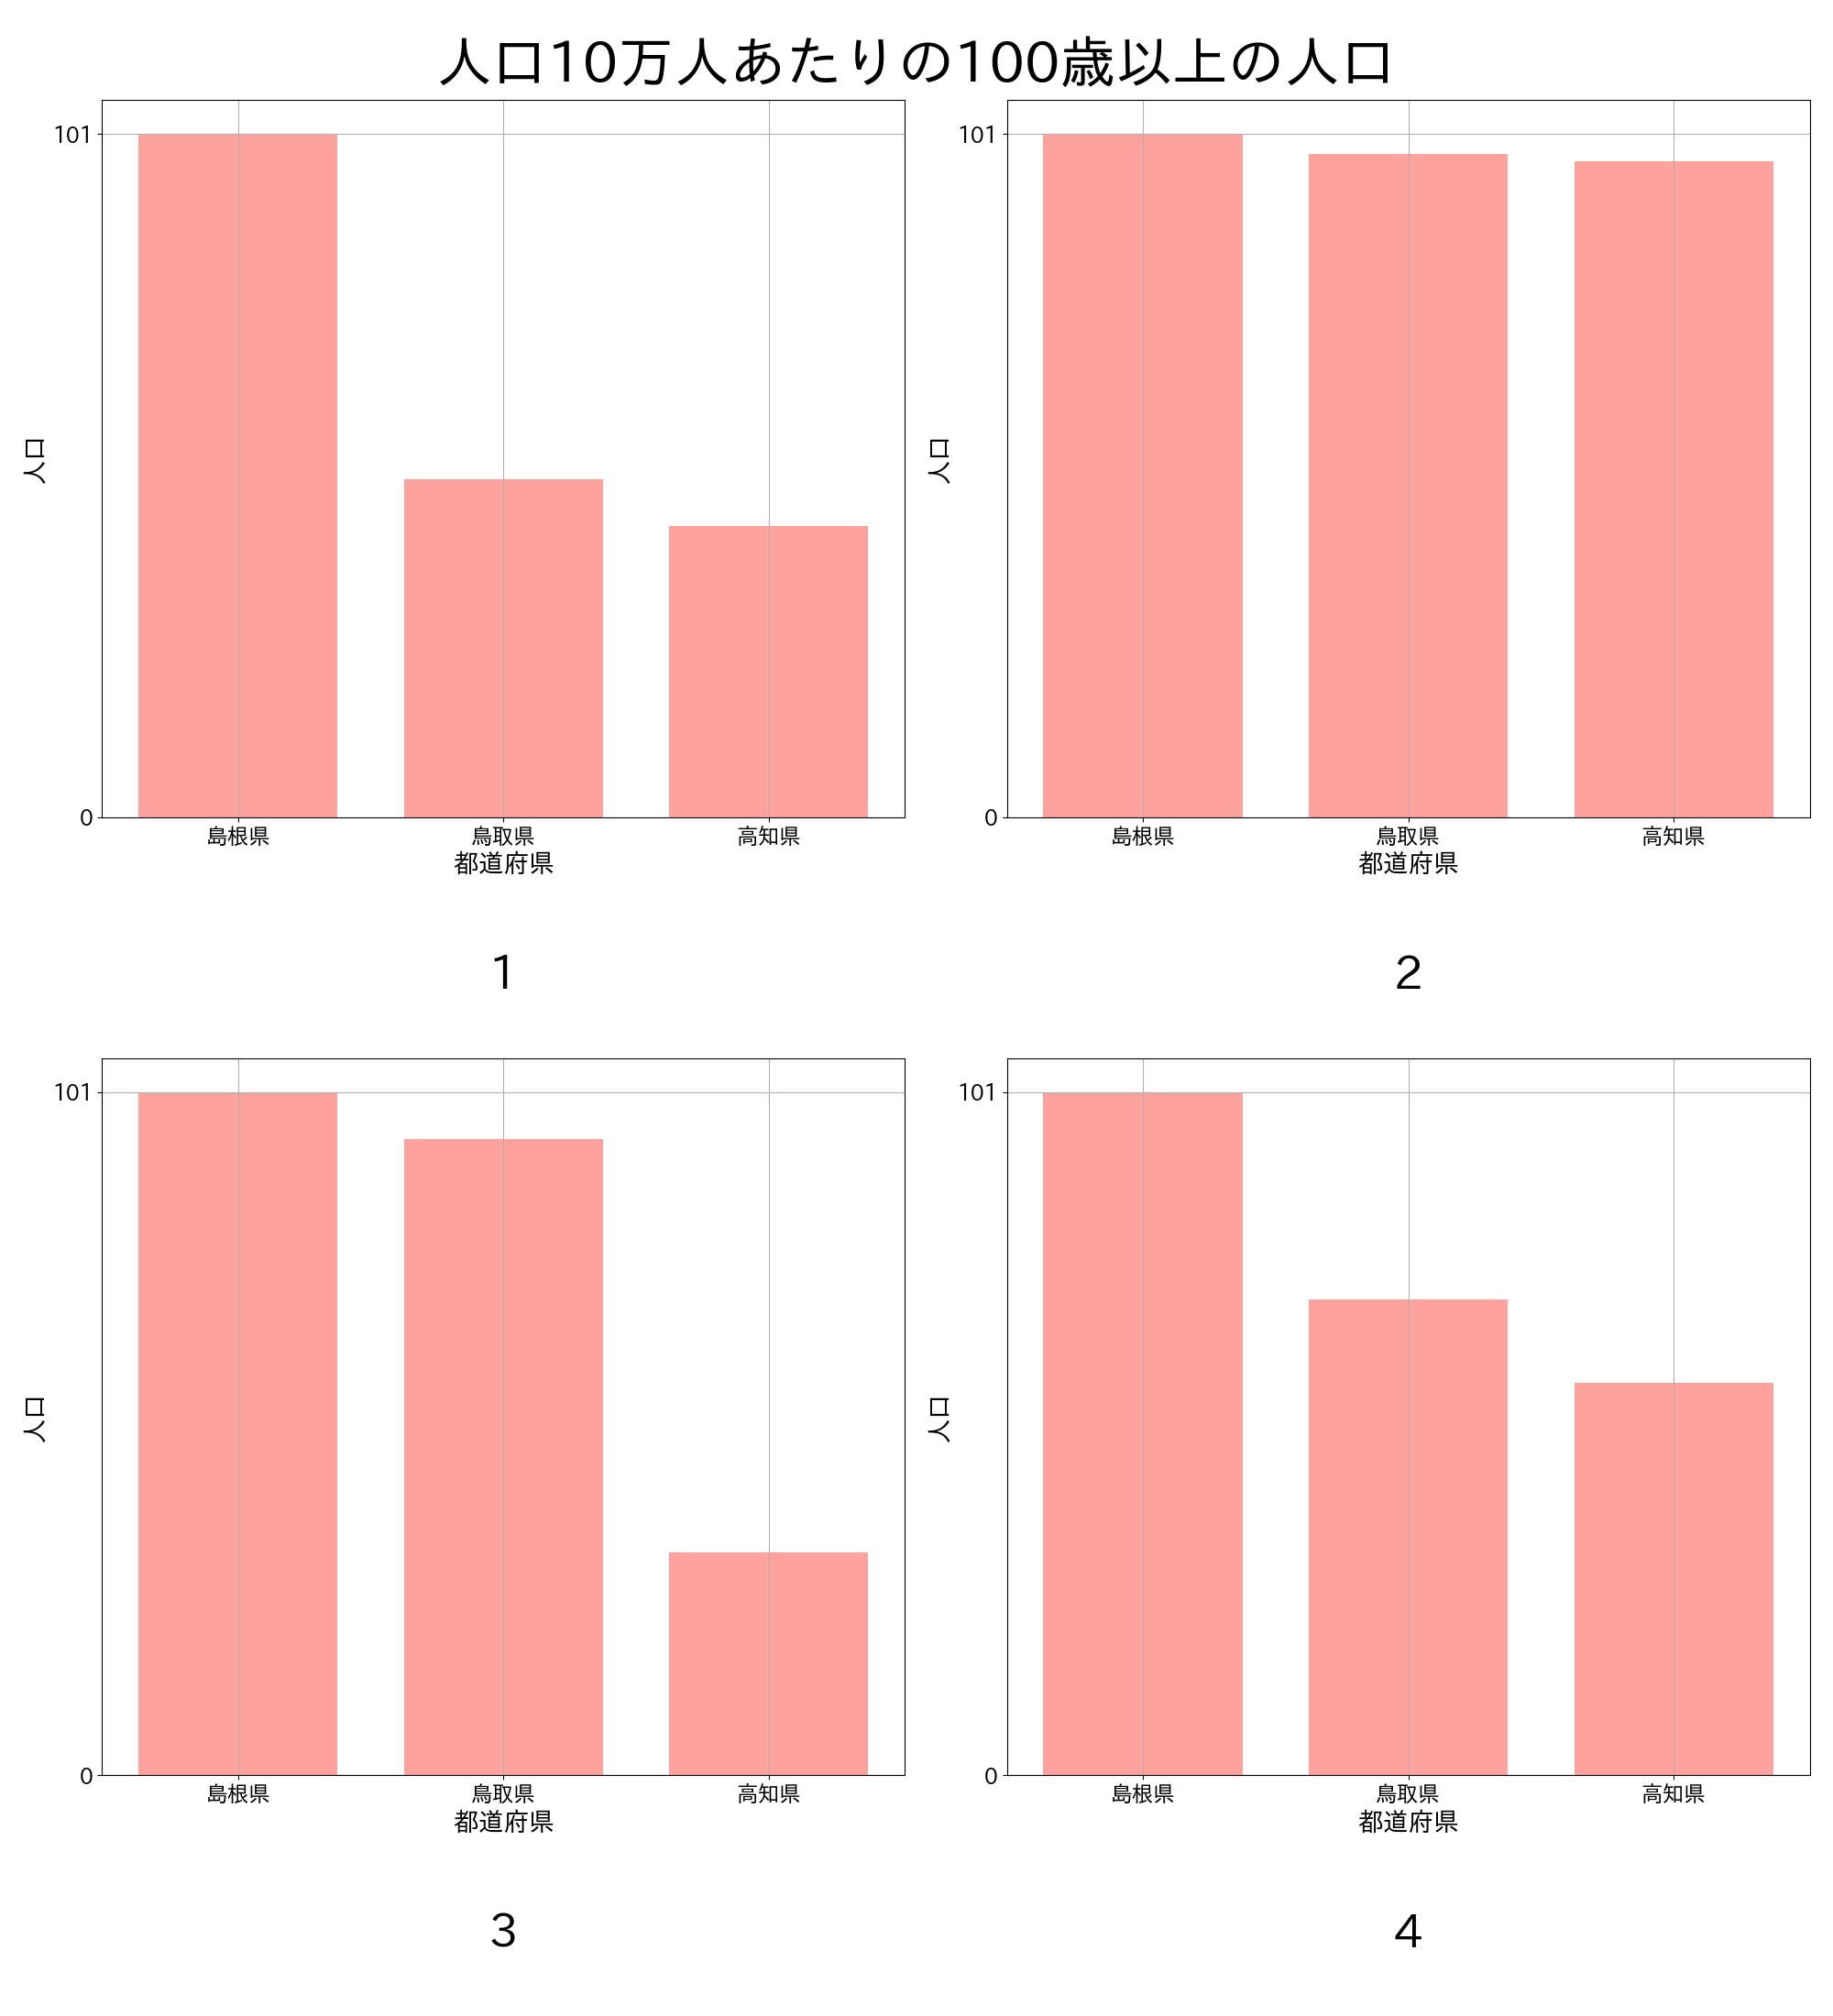 人口10万人あたりの100歳以上の人口
101
0
人口
島根県 鳥取県 高知県
都道府県
1
101
0
人口
島根県 鳥取県 高知県
都道府県
2
101
0
人口
島根県 鳥取県 高知県
都道府県
3
101
0
人口
島根県 鳥取県 高知県
都道府県
4